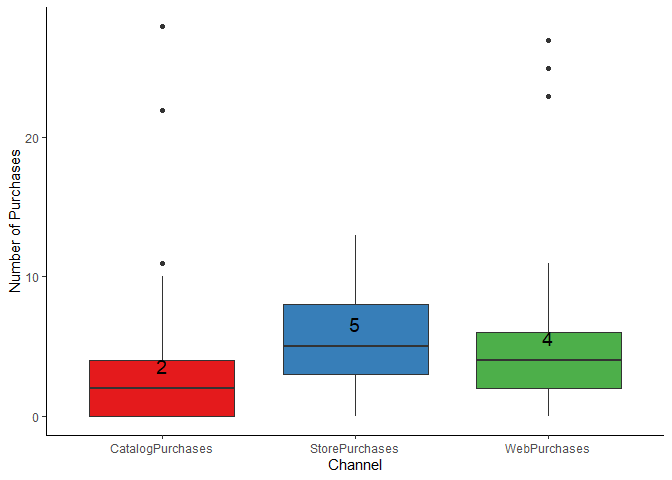 Number of Purchases
20
10
0
2
5
4
CatalogPurchases
StorePurchases
WebPurchases
Channel